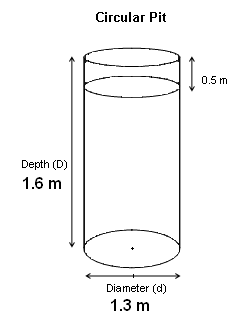 Circular Pit
0.5 m
Depth (D)
1.6 m
Diameter (d)
1.3 m